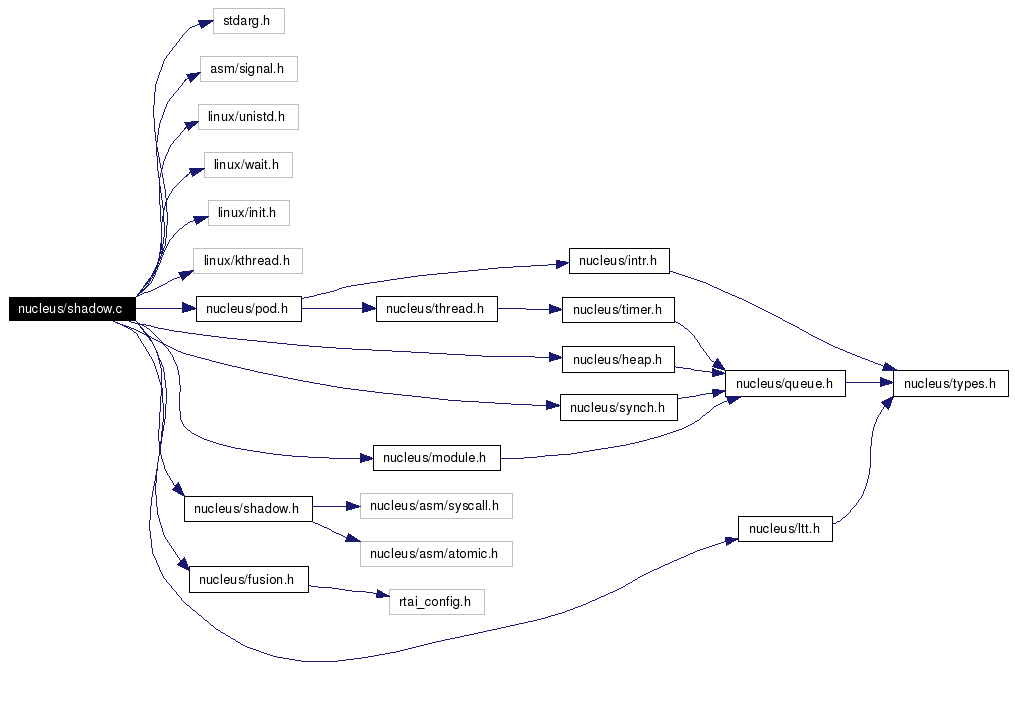 stdarg.h
asm/signal.h
linux/unistd.h
linux/wait.h
linux/init.h
linux/kthread.h
nucleus/intr.h
nucleus/shadow.c
nucleus/pod.h
nucleus/thread.h
nucleus/timer.h
nucleus/heap.h
nucleus/queue.h
nucleus/types.h
nucleus/synch.h
nucleus/module.h
nucleus/shadow.h
nucleus/asm/syscall.h
nucleus/ltt.h
nucleus/asm/atomic.h
nucleus/fusion.h
rtai_config.h